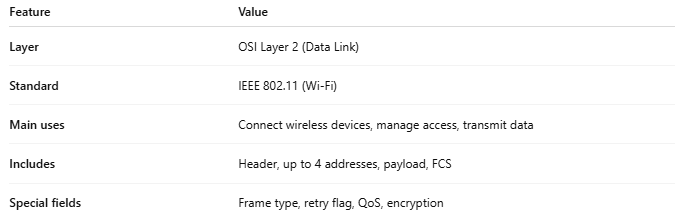 Feature Value
Layer OSI Layer 2 (Data Link)
Standard IEEE 802.11 (Wi-Fi)
Main uses Connect wireless devices, manage access, transmit data
Includes Header, up to 4 addresses, payload, FCS
Special fields Frame type, retry flag, QoS, encryption